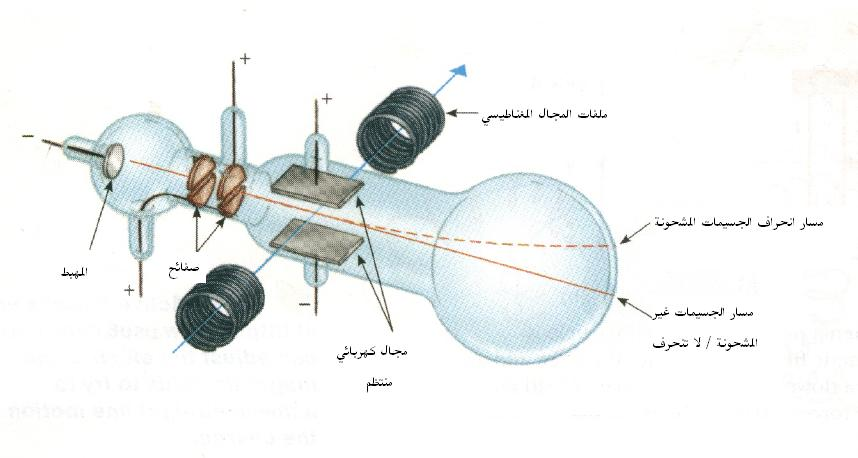 +
ملفات المجال المغناطيسي
+
−
مسار انحراف الجسيمات المشحونة
المهبط
صفائح
+
−
مسار الجسيمات غير
المشحونة / لا تنحرف
مجال كهربائي
منتظم